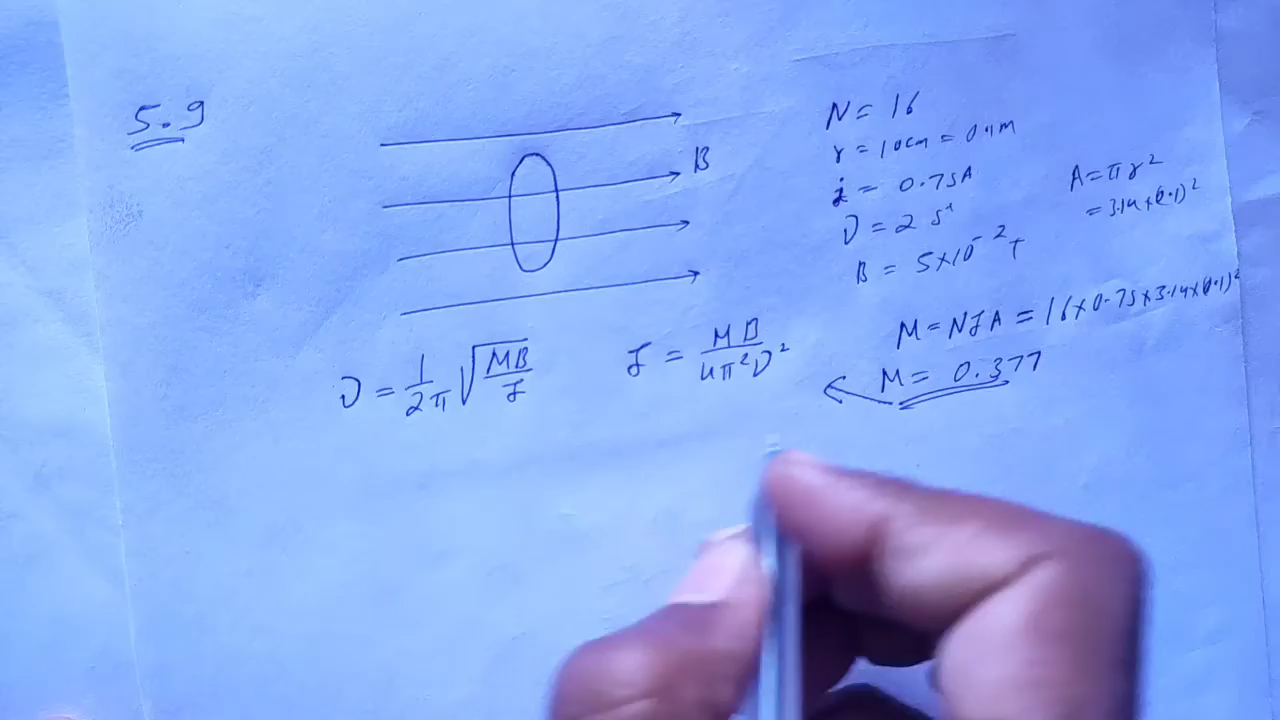 5.9
B
N = 16
r = 10cm = 0.1m
i = 0.75A
ν = 2 s⁻¹
B = 5×10⁻² T
A = πr²
= 3.14×(0.1)²
M = NIA = 16×0.75×3.14×(0.1)²
M = 0.377
ν = 1/2π √MB/I
I = MB/4π²ν²